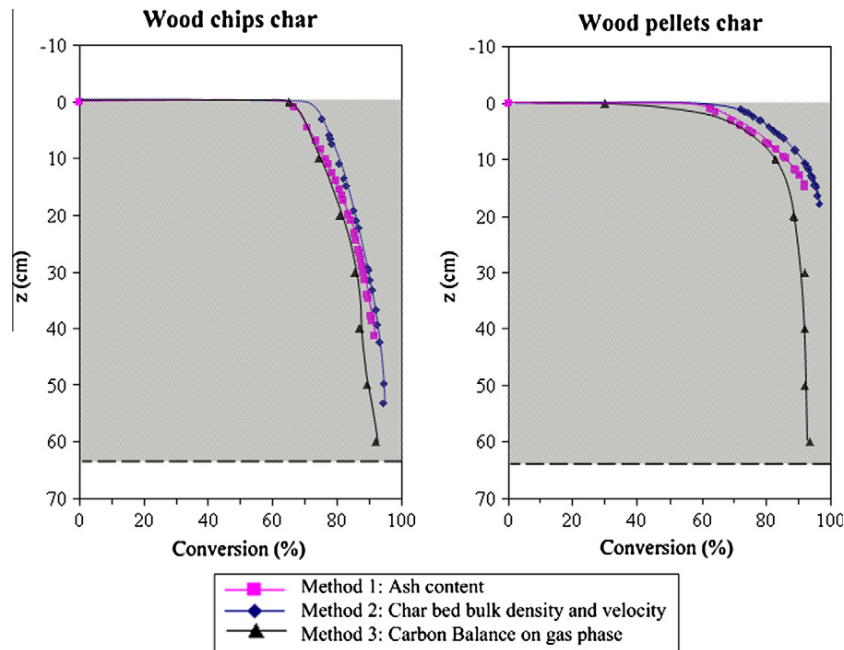 Wood chips char
Wood pellets char
-10
0
10
20
30
40
50
60
70
z (cm)
0 20 40 60 80 100
Conversion (%)
-10
0
10
20
30
40
50
60
70
z (cm)
0 20 40 60 80 100
Conversion (%)
Method 1: Ash content
Method 2: Char bed bulk density and velocity
Method 3: Carbon Balance on gas phase